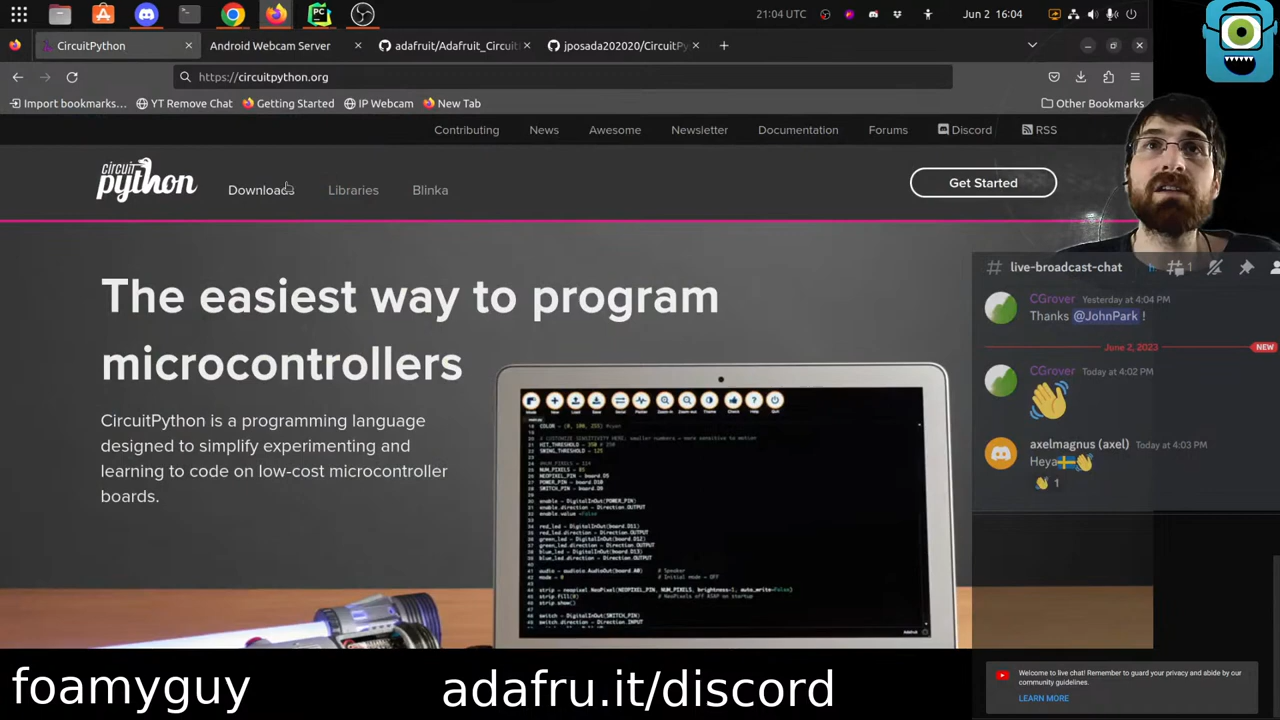 21:04 UTC
Jun 2 16:04
CircuitPython
Android Webcam Server
adafruit/Adafruit_Circuit
jposada202020/CircuitPy
https://circuitpython.org
Import bookmarks…
YT Remove Chat
Getting Started
IP Webcam
New Tab
Other Bookmarks
Contributing
News
Awesome
Newsletter
Documentation
Forums
Discord
RSS
circuit
python
Downloads
Libraries
Blinka
Get Started
The easiest way to program
microcontrollers
CircuitPython is a programming language
designed to simplify experimenting and
learning to code on low-cost microcontroller
boards.
live-broadcast-chat
1
CGrover Yesterday at 4:04 PM
Thanks @JohnPark !
June 2, 2023
NEW
CGrover Today at 4:02 PM
axelmagnus (axel) Today at 4:03 PM
Heya
1
Welcome to live chat! Remember to guard your privacy and abide by our
community guidelines.
LEARN MORE
foamyguy
adafru.it/discord